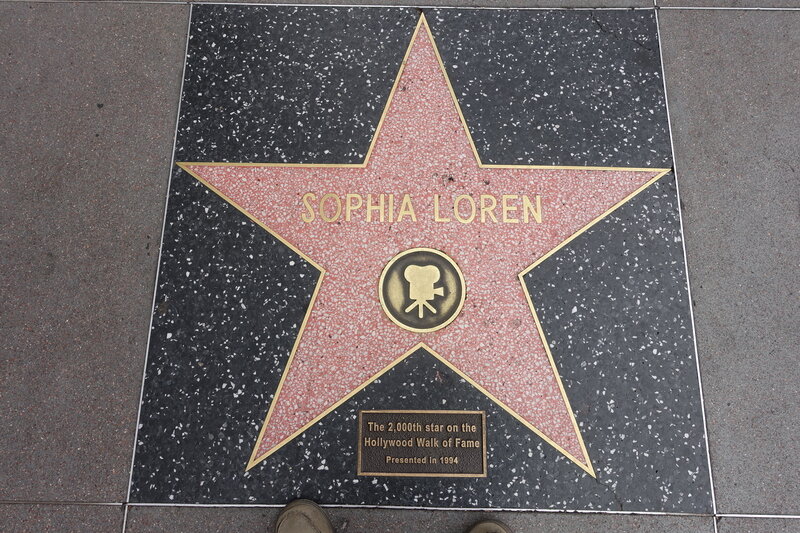 SOPHIA LOREN
The 2,000th star on the
Hollywood Walk of Fame
Presented in 1994